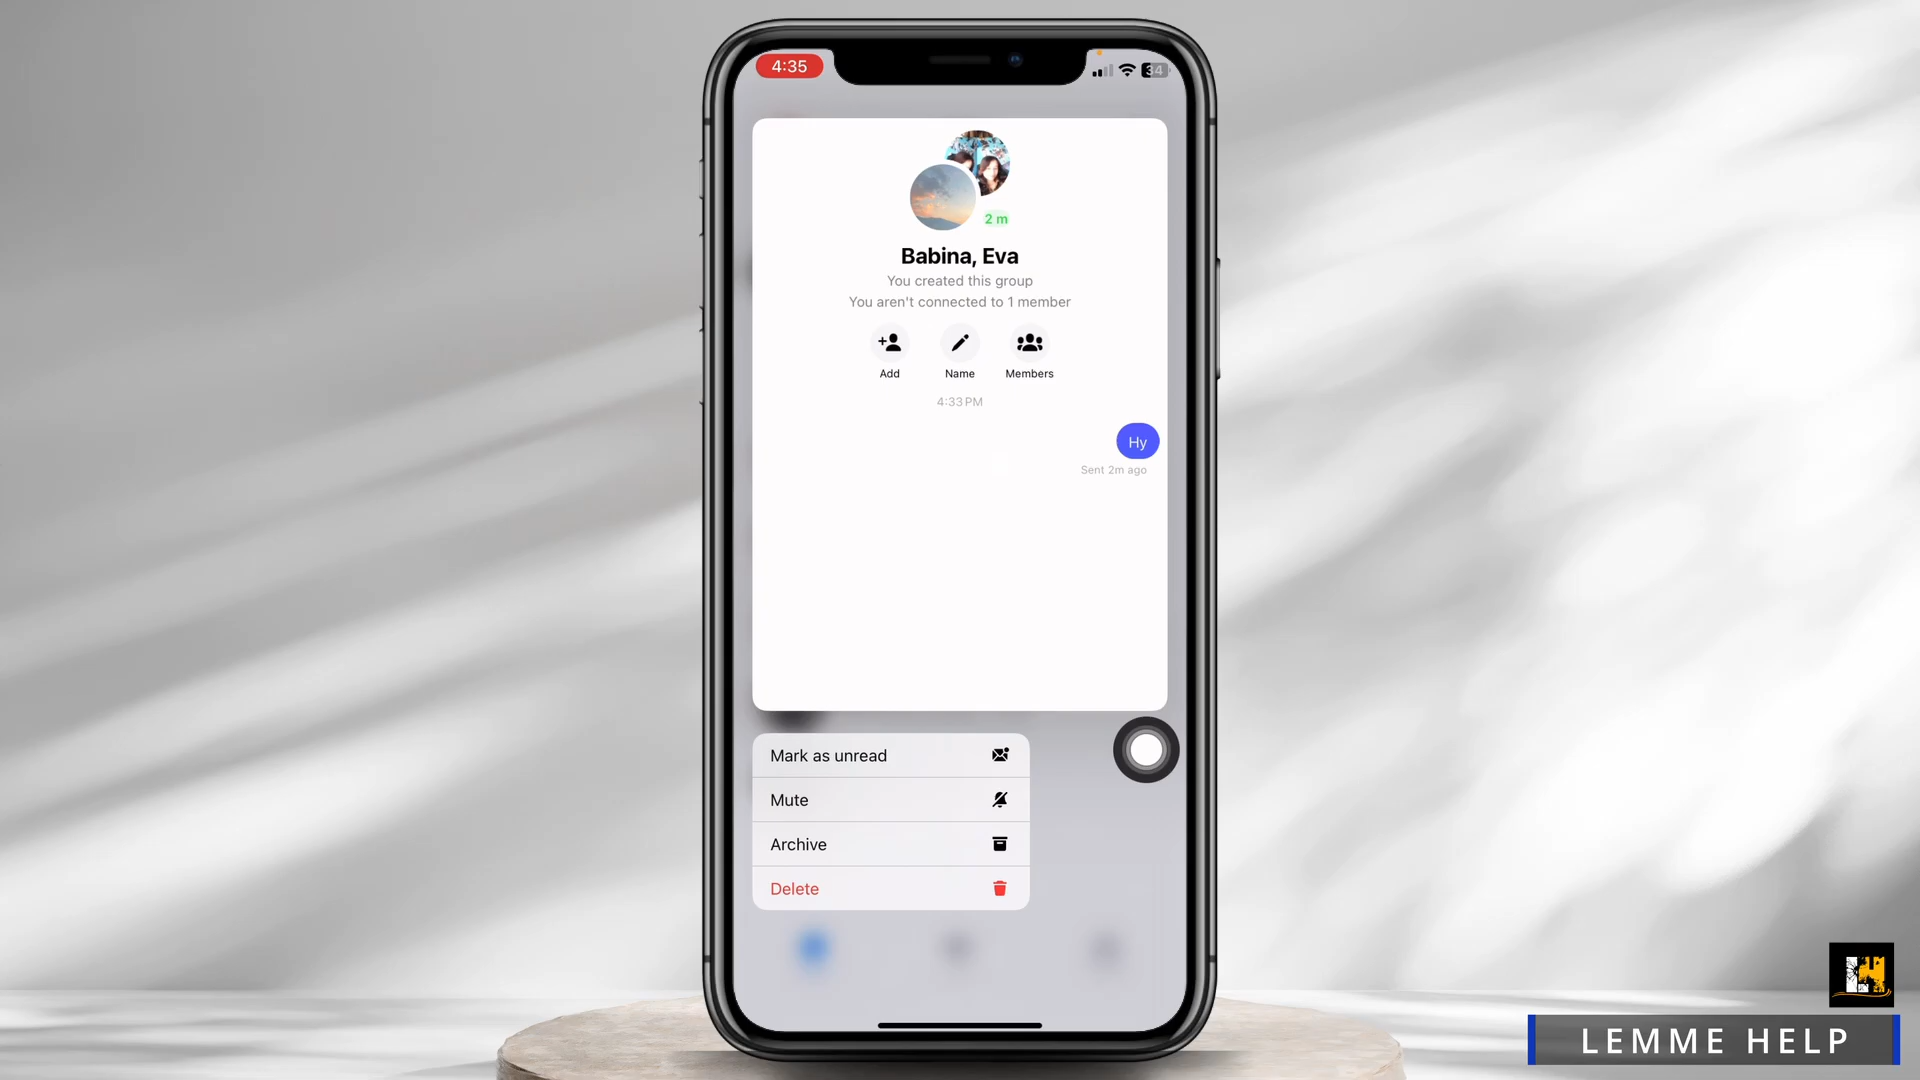 4:35
34
2 m
Babina, Eva
You created this group
You aren't connected to 1 member
Add
Name
Members
4:33 PM
Hy
Sent 2m ago
Mark as unread
Mute
Archive
Delete
LEMME HELP